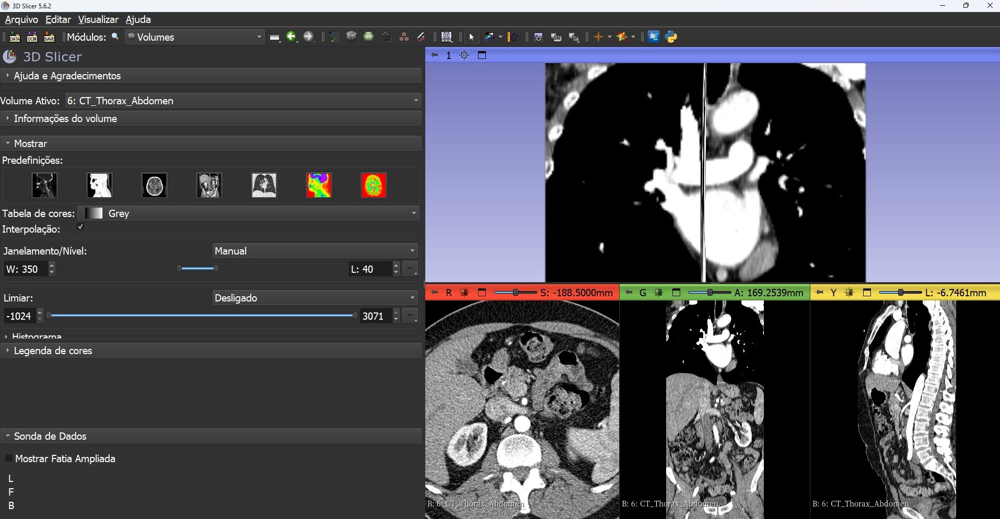 3D Slicer 5.6.2
Arquivo Editar Visualizar Ajuda
DATA DCM SAVE Módulos: Volumes
3D Slicer
1
Ajuda e Agradecimentos
Volume Ativo: 6: CT_Thorax_Abdomen
Informações do volume
Mostrar
Predefinições:
Tabela de cores: Grey
Interpolação:
Janelamento/Nível: Manual
W: 350 L: 40
Limiar: Desligado
-1024 3071
Histograma
Legenda de cores
Sonda de Dados
Mostrar Fatia Ampliada
L
F
B
R S: -188.5000mm
G A: 169.2539mm
Y L: -6.7461mm
B: 6: CT_Thorax_Abdomen
B: 6: CT_Thorax_Abdomen
B: 6: CT_Thorax_Abdomen